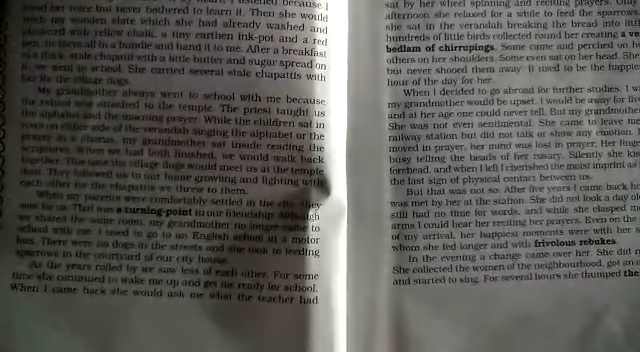 listened because I
voice but never bothered to learn it. Then she would
my wooden slate which she had already washed and
plastered with yellow chalk, a tiny earthen ink-pot and a red
pen, tie them all in a bundle and hand it to me. After a breakfast
of a thick, stale chapatti with a little butter and sugar spread on
it, we went to school. She carried several stale chapattis with
her for the village dogs.
My grandmother always went to school with me because
the school was attached to the temple. The priest taught us
the alphabet and the morning prayer. While the children sat in
rows on either side of the verandah singing the alphabet or the
prayer in a chorus, my grandmother sat inside reading the
scriptures. When we had both finished, we would walk back
together. This time the village dogs would meet us at the temple
door. They followed us to our home growling and fighting with
each other for the chapattis we threw to them.
When my parents were comfortably settled in the city, they
sent for us. That was a turning-point in our friendship. Although
we shared the same room, my grandmother no longer came to
school with me. I used to go to an English school in a motor
bus. There were no dogs in the streets and she took to feeding
sparrows in the courtyard of our city house.
As the years rolled by we saw less of each other. For some
time she continued to wake me up and get me ready for school.
When I came back she would ask me what the teacher had
sat by her wheel spinning and reciting prayers. Only
afternoon she relaxed for a while to feed the sparrows
she sat in the verandah breaking the bread into littl
hundreds of little birds collected round her creating a ve
bedlam of chirrupings. Some came and perched on he
others on her shoulders. Some even sat on her head. She
but never shooed them away. It used to be the happie
hour of the day for her.
When I decided to go abroad for further studies, I wa
my grandmother would be upset. I would be away for fiv
and at her age one could never tell. But my grandmother
She was not even sentimental. She came to leave me
railway station but did not talk or show any emotion.
moved in prayer, her mind was lost in prayer. Her finge
busy telling the beads of her rosary. Silently she kis
forehead, and when I left I cherished the moist imprint as
the last sign of physical contact between us.
But that was not so. After five years I came back h
was met by her at the station. She did not look a day ol
still had no time for words, and while she clasped me
arms I could hear her reciting her prayers. Even on the
of my arrival, her happiest moments were with her s
whom she fed longer and with frivolous rebukes.
In the evening a change came over her. She did n
She collected the women of the neighbourhood, got an o
and started to sing. For several hours she thumped the